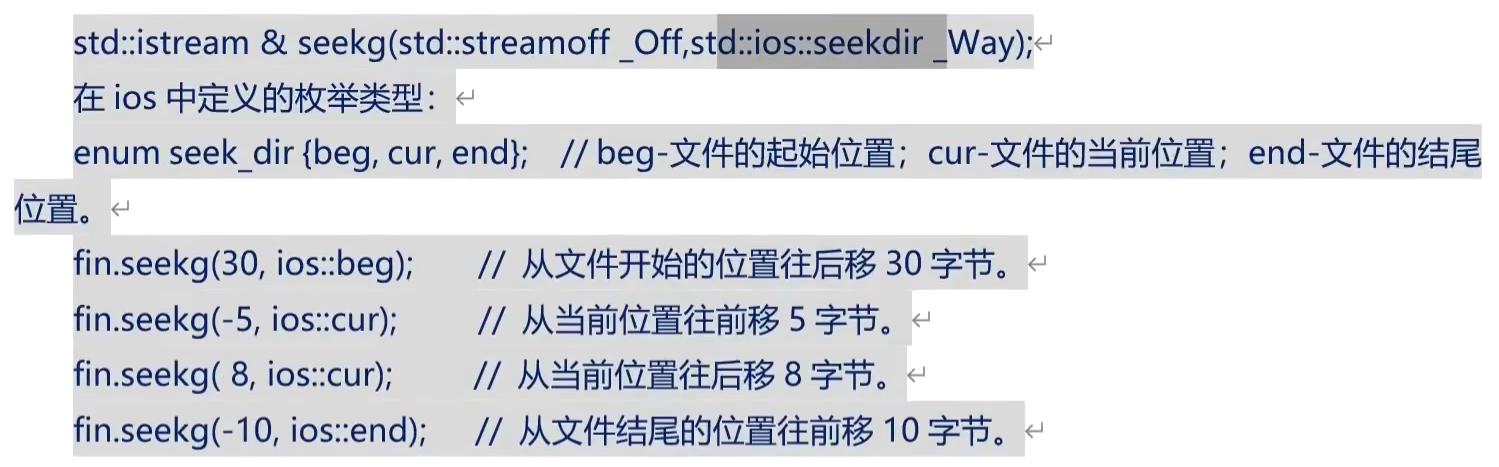 std::istream & seekg(std::streamoff _Off,std::ios::seekdir _Way);↵
在 ios 中定义的枚举类型：↵
enum seek_dir {beg, cur, end}; // beg-文件的起始位置；cur-文件的当前位置；end-文件的结尾
位置。↵
fin.seekg(30, ios::beg); // 从文件开始的位置往后移 30 字节。↵
fin.seekg(-5, ios::cur); // 从当前位置往前移 5 字节。↵
fin.seekg( 8, ios::cur); // 从当前位置往后移 8 字节。↵
fin.seekg(-10, ios::end); // 从文件结尾的位置往前移 10 字节。↵